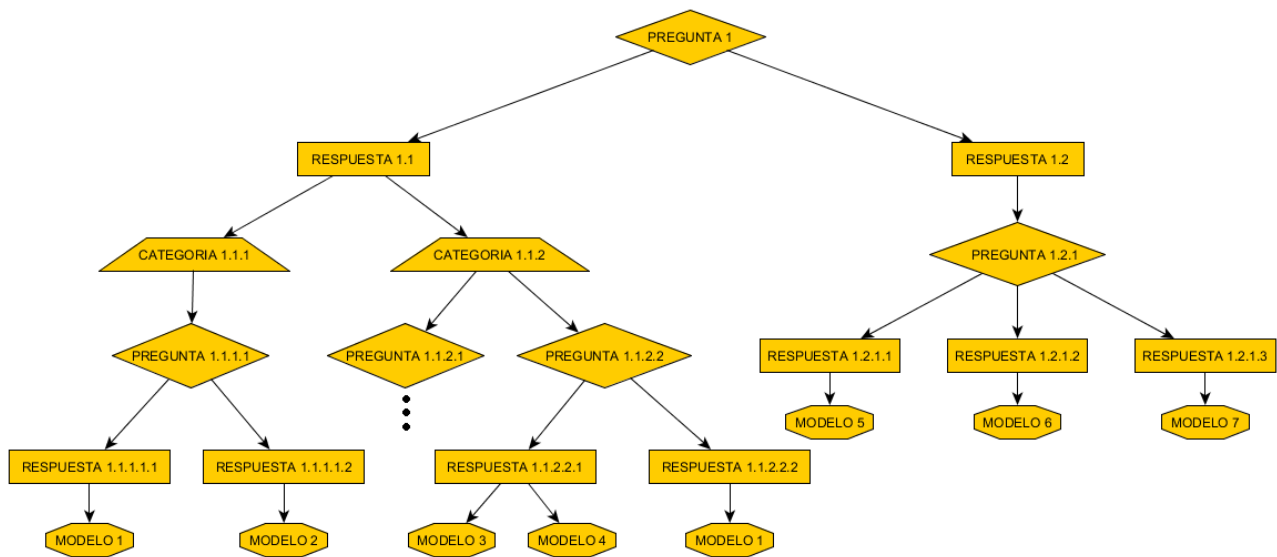 PREGUNTA 1
RESPUESTA 1.1
RESPUESTA 1.2
CATEGORIA 1.1.1
CATEGORIA 1.1.2
PREGUNTA 1.2.1
PREGUNTA 1.1.1.1
PREGUNTA 1.1.2.1
PREGUNTA 1.1.2.2
RESPUESTA 1.2.1.1
RESPUESTA 1.2.1.2
RESPUESTA 1.2.1.3
MODELO 5
MODELO 6
MODELO 7
RESPUESTA 1.1.1.1.1
RESPUESTA 1.1.1.1.2
RESPUESTA 1.1.2.2.1
RESPUESTA 1.1.2.2.2
MODELO 1
MODELO 2
MODELO 3
MODELO 4
MODELO 1